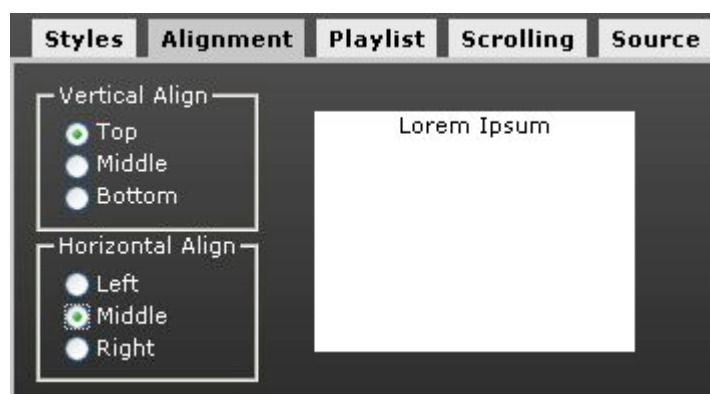 Styles Alignment Playlist Scrolling Source
Vertical Align
Top
Middle
Bottom
Lorem Ipsum
Horizontal Align
Left
Middle
Right